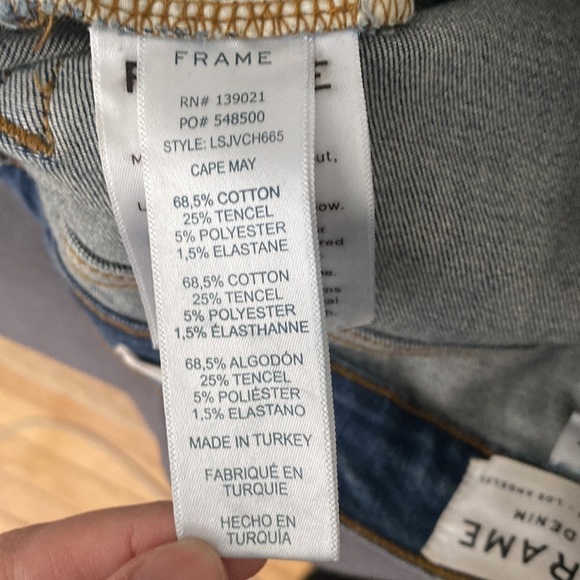 FRAME
RN# 139021
PO# 548500
STYLE: LSJVCH665
CAPE MAY
68,5% COTTON
25% TENCEL
5% POLYESTER
1,5% ELASTANE
68,5% COTTON
25% TENCEL
5% POLYESTER
1,5% ÉLASTHANNE
68,5% ALGODÓN
25% TENCEL
5% POLIÉSTER
1,5% ELASTANO
MADE IN TURKEY
FABRIQUÉ EN
TURQUIE
HECHO EN
TURQUÍA
FRAME
DENIM
LOS ANGELES